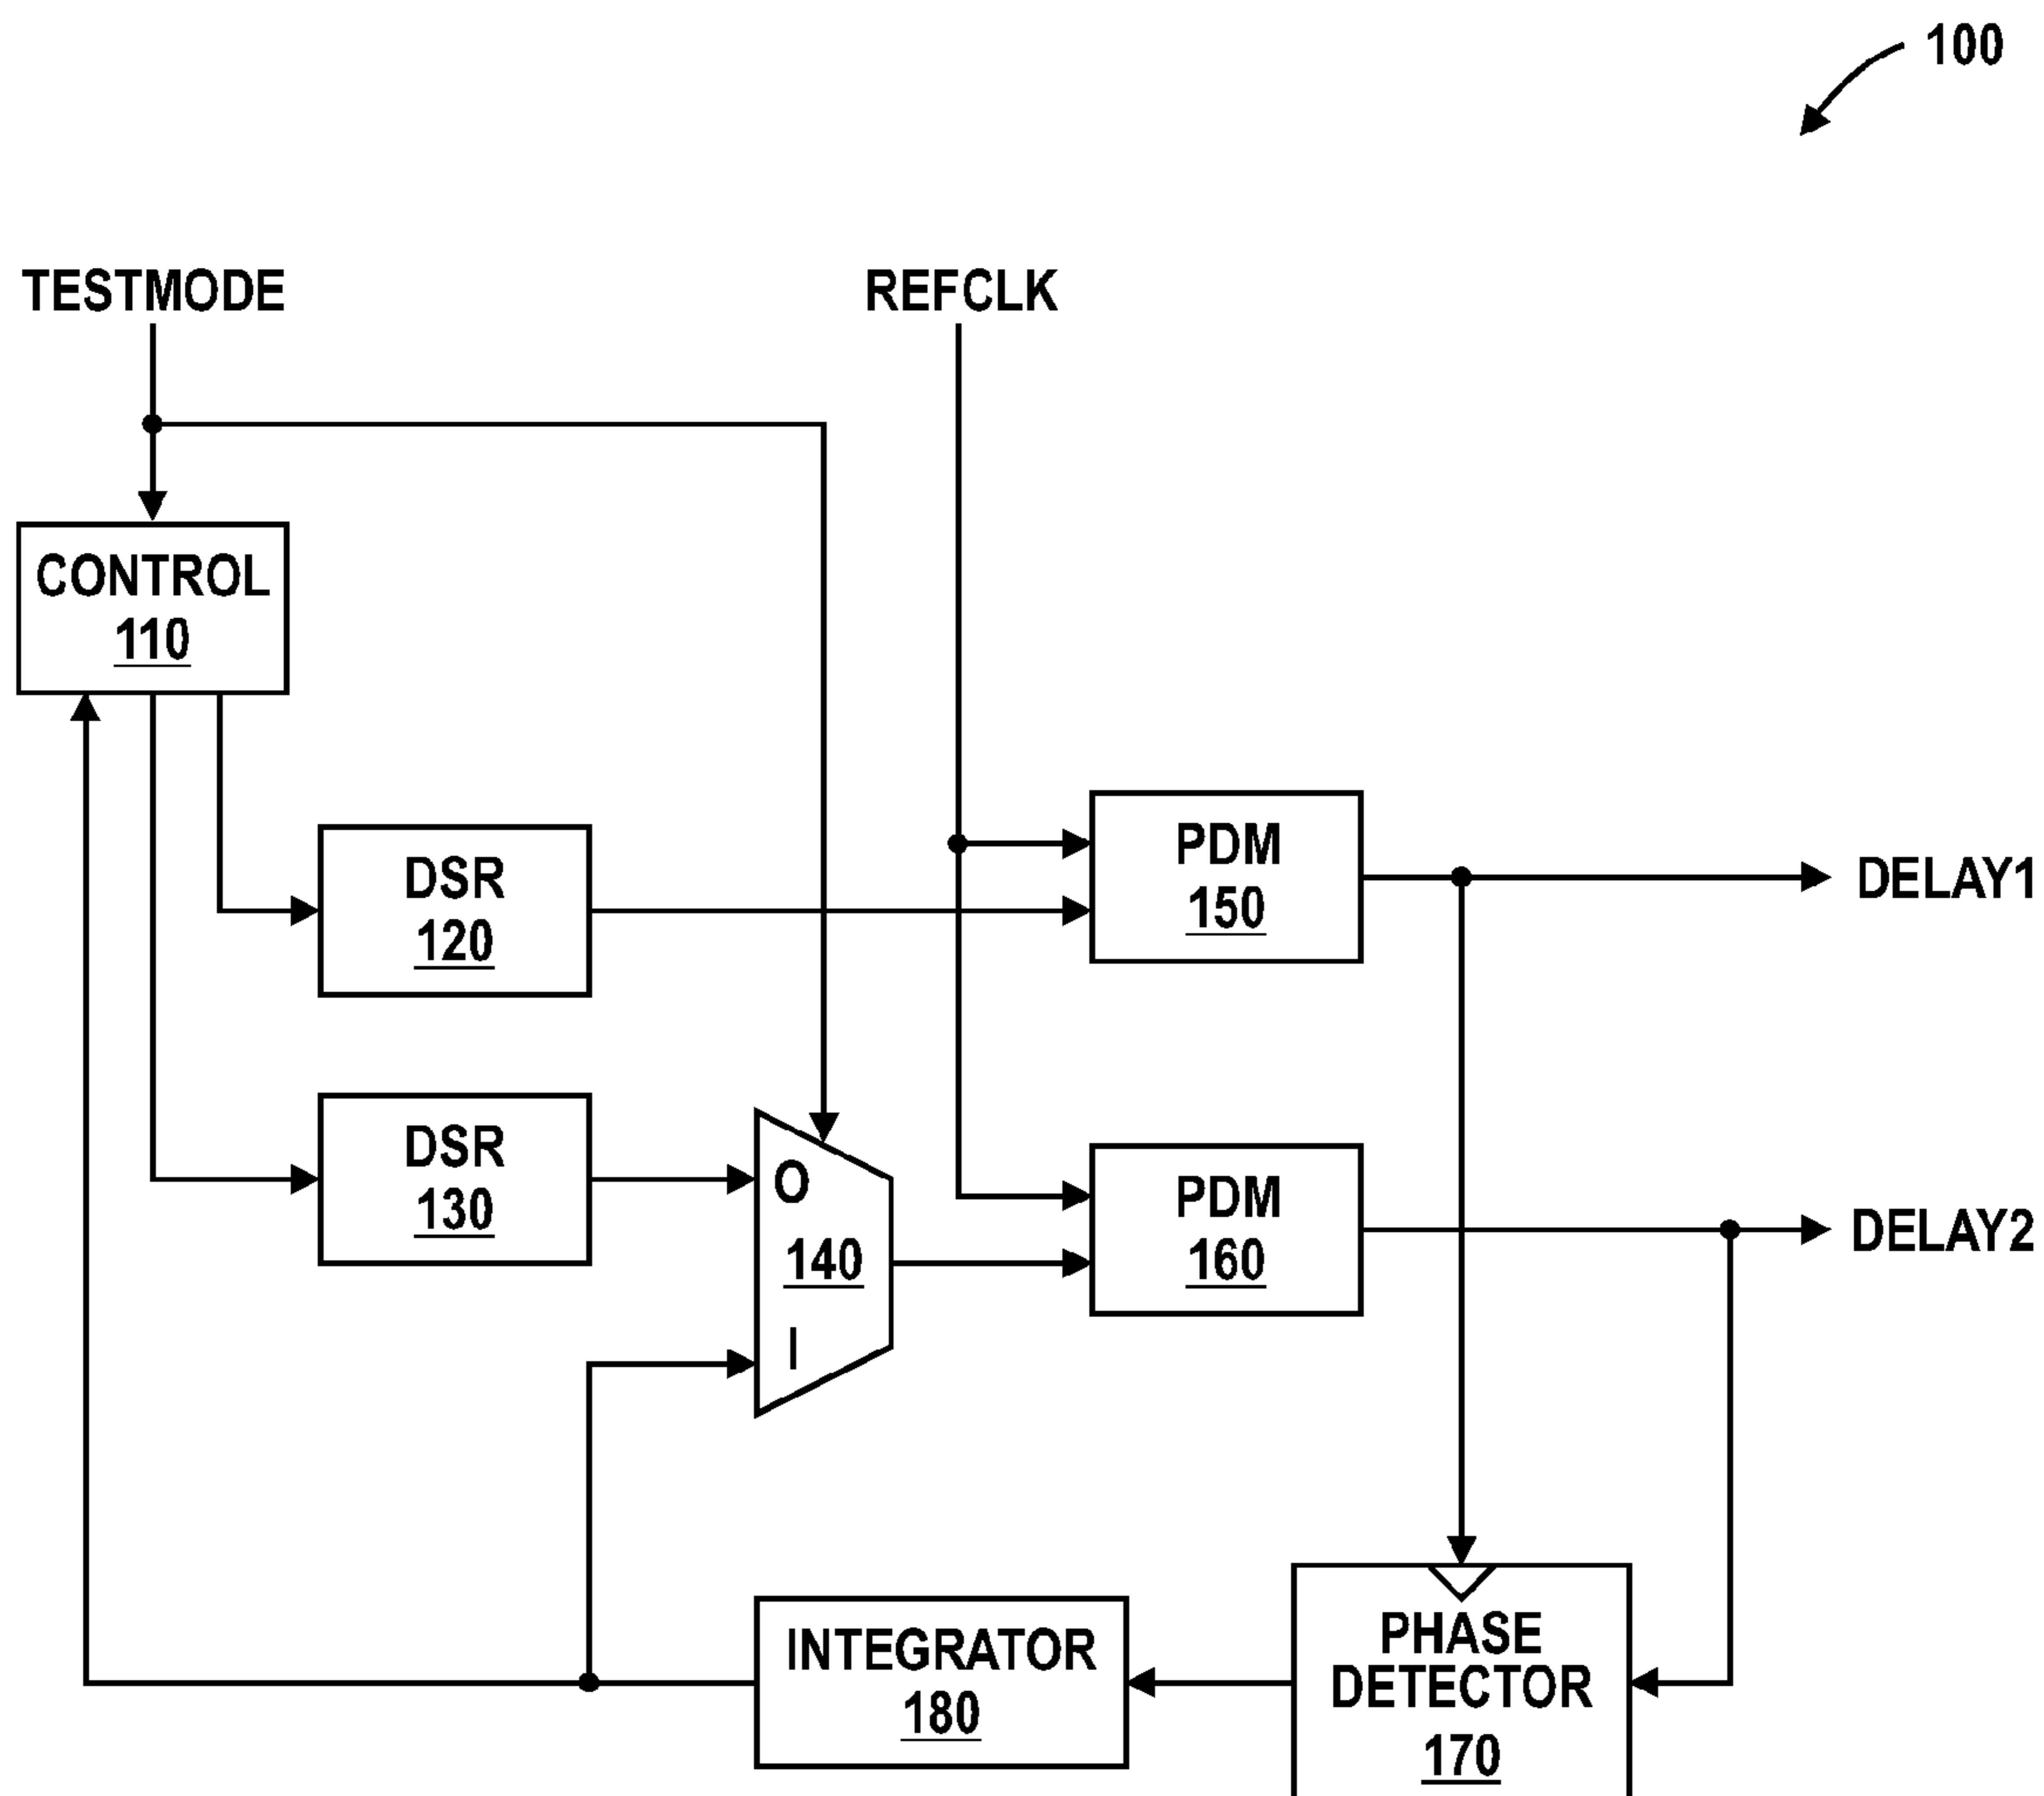 100
TESTMODE
REFCLK
CONTROL
110
PDM
150
DELAY1
DSR
120
DSR
130
O
140
I
PDM
160
DELAY2
INTEGRATOR
180
PHASE
DETECTOR
170